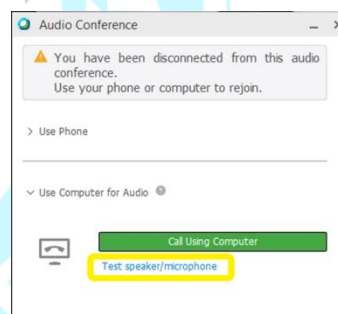 Audio Conference
You have been disconnected from this audio
conference.
Use your phone or computer to rejoin.
Use Phone
Use Computer for Audio
Call Using Computer
Test speaker/microphone